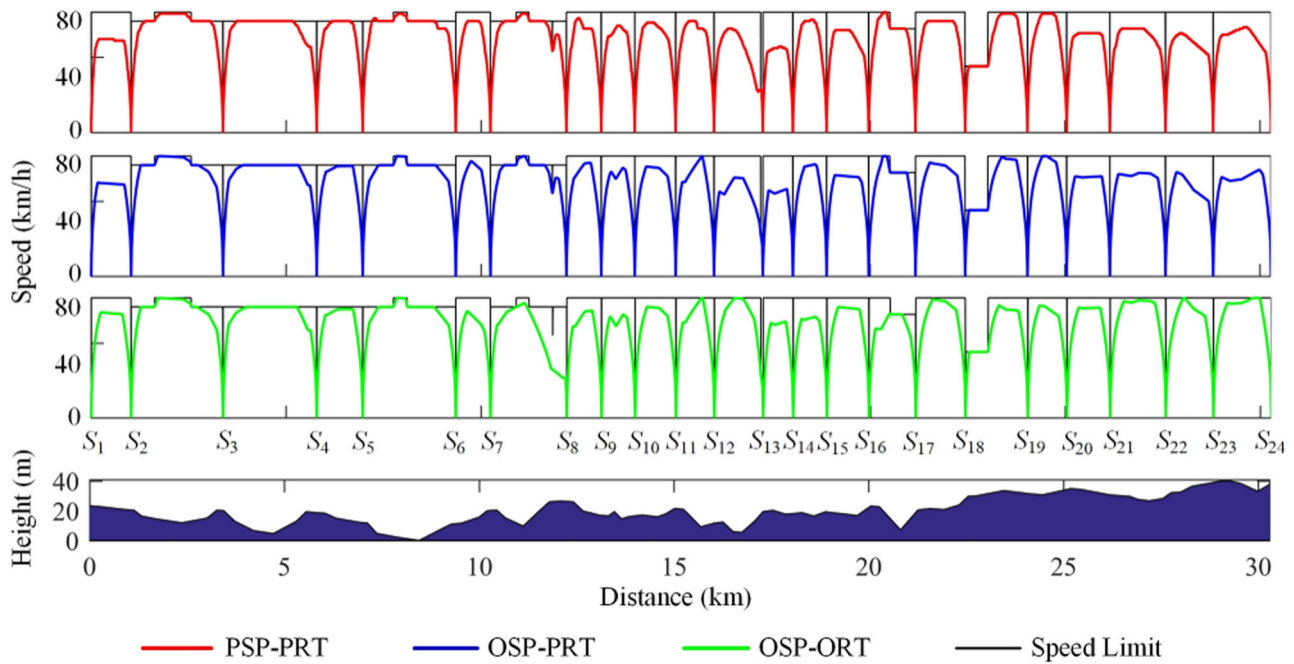 80
40
0
80
40
0
Speed (km/h)
80
40
0
S1 S2 S3 S4 S5 S6 S7 S8 S9 S10 S11 S12 S13 S14 S15 S16 S17 S18 S19 S20 S21 S22 S23 S24
Height (m)
40
20
0
0 5 10 15 20 25 30
Distance (km)
PSP-PRT OSP-PRT OSP-ORT Speed Limit